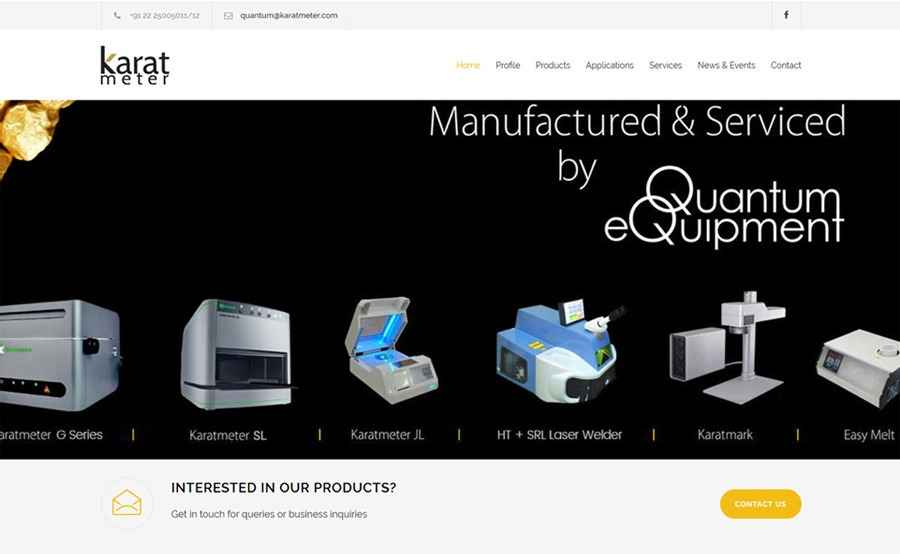 +91 22 25005011/12
quantum@karatmeter.com
f
Karat
meter
Home
Profile
Products
Applications
Services
News & Events
Contact
Manufactured & Serviced
by
Quantum
eQuipment
aratmeter G Series | Karatmeter SL | Karatmeter JL | HT + SRL Laser Welder | Karatmark | Easy Melt
INTERESTED IN OUR PRODUCTS?
Get in touch for queries or business inquiries
CONTACT US